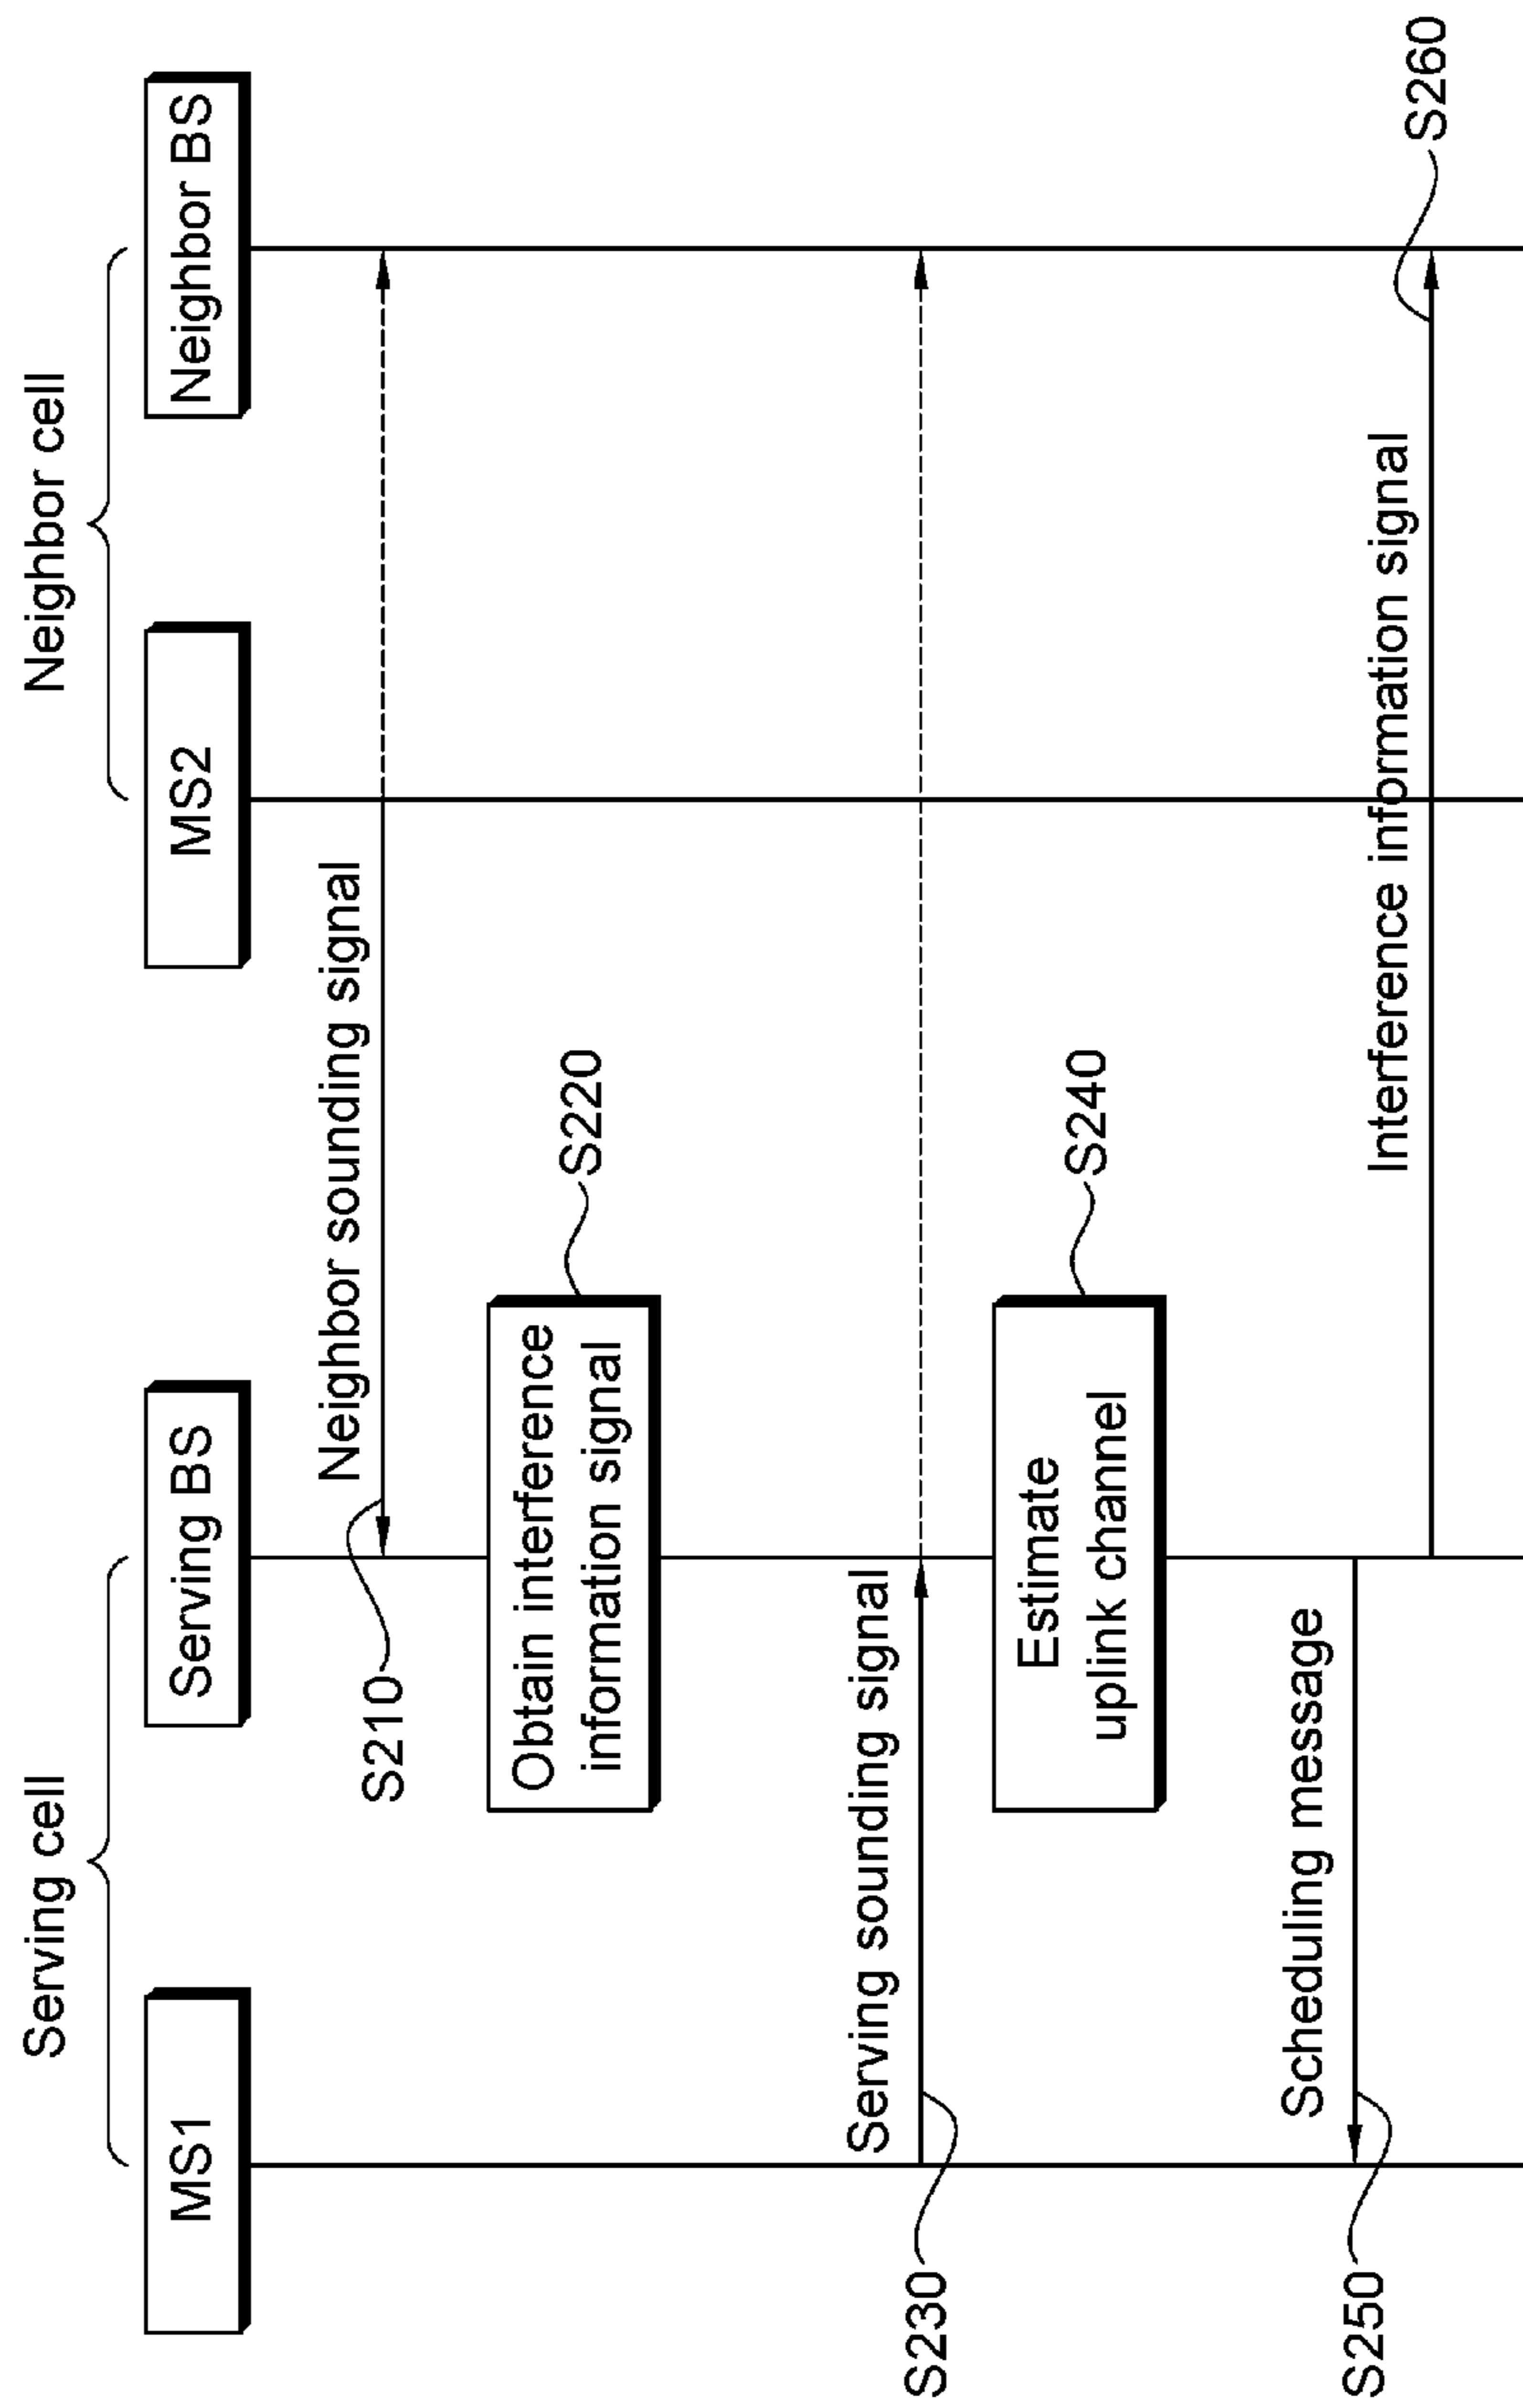 Serving cell
Neighbor cell
MS1
Serving BS
MS2
Neighbor BS
Neighbor sounding signal
S210
Obtain interference
information signal
S220
Serving sounding signal
S230
Estimate
uplink channel
S240
Scheduling message
S250
Interference information signal
S260